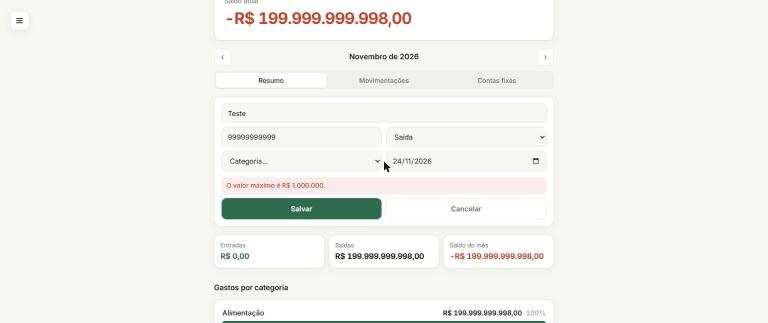 Saldo atual
-R$ 199.999.999.998,00
Novembro de 2026
Resumo
Movimentações
Contas fixas
Teste
99999999999
Saída
Categoria...
24/11/2026
O valor máximo é R$ 1.000.000.
Salvar
Cancelar
Entradas
R$ 0,00
Saídas
R$ 199.999.999.998,00
Saldo do mês
-R$ 199.999.999.998,00
Gastos por categoria
Alimentação
R$ 199.999.999.998,00 100%